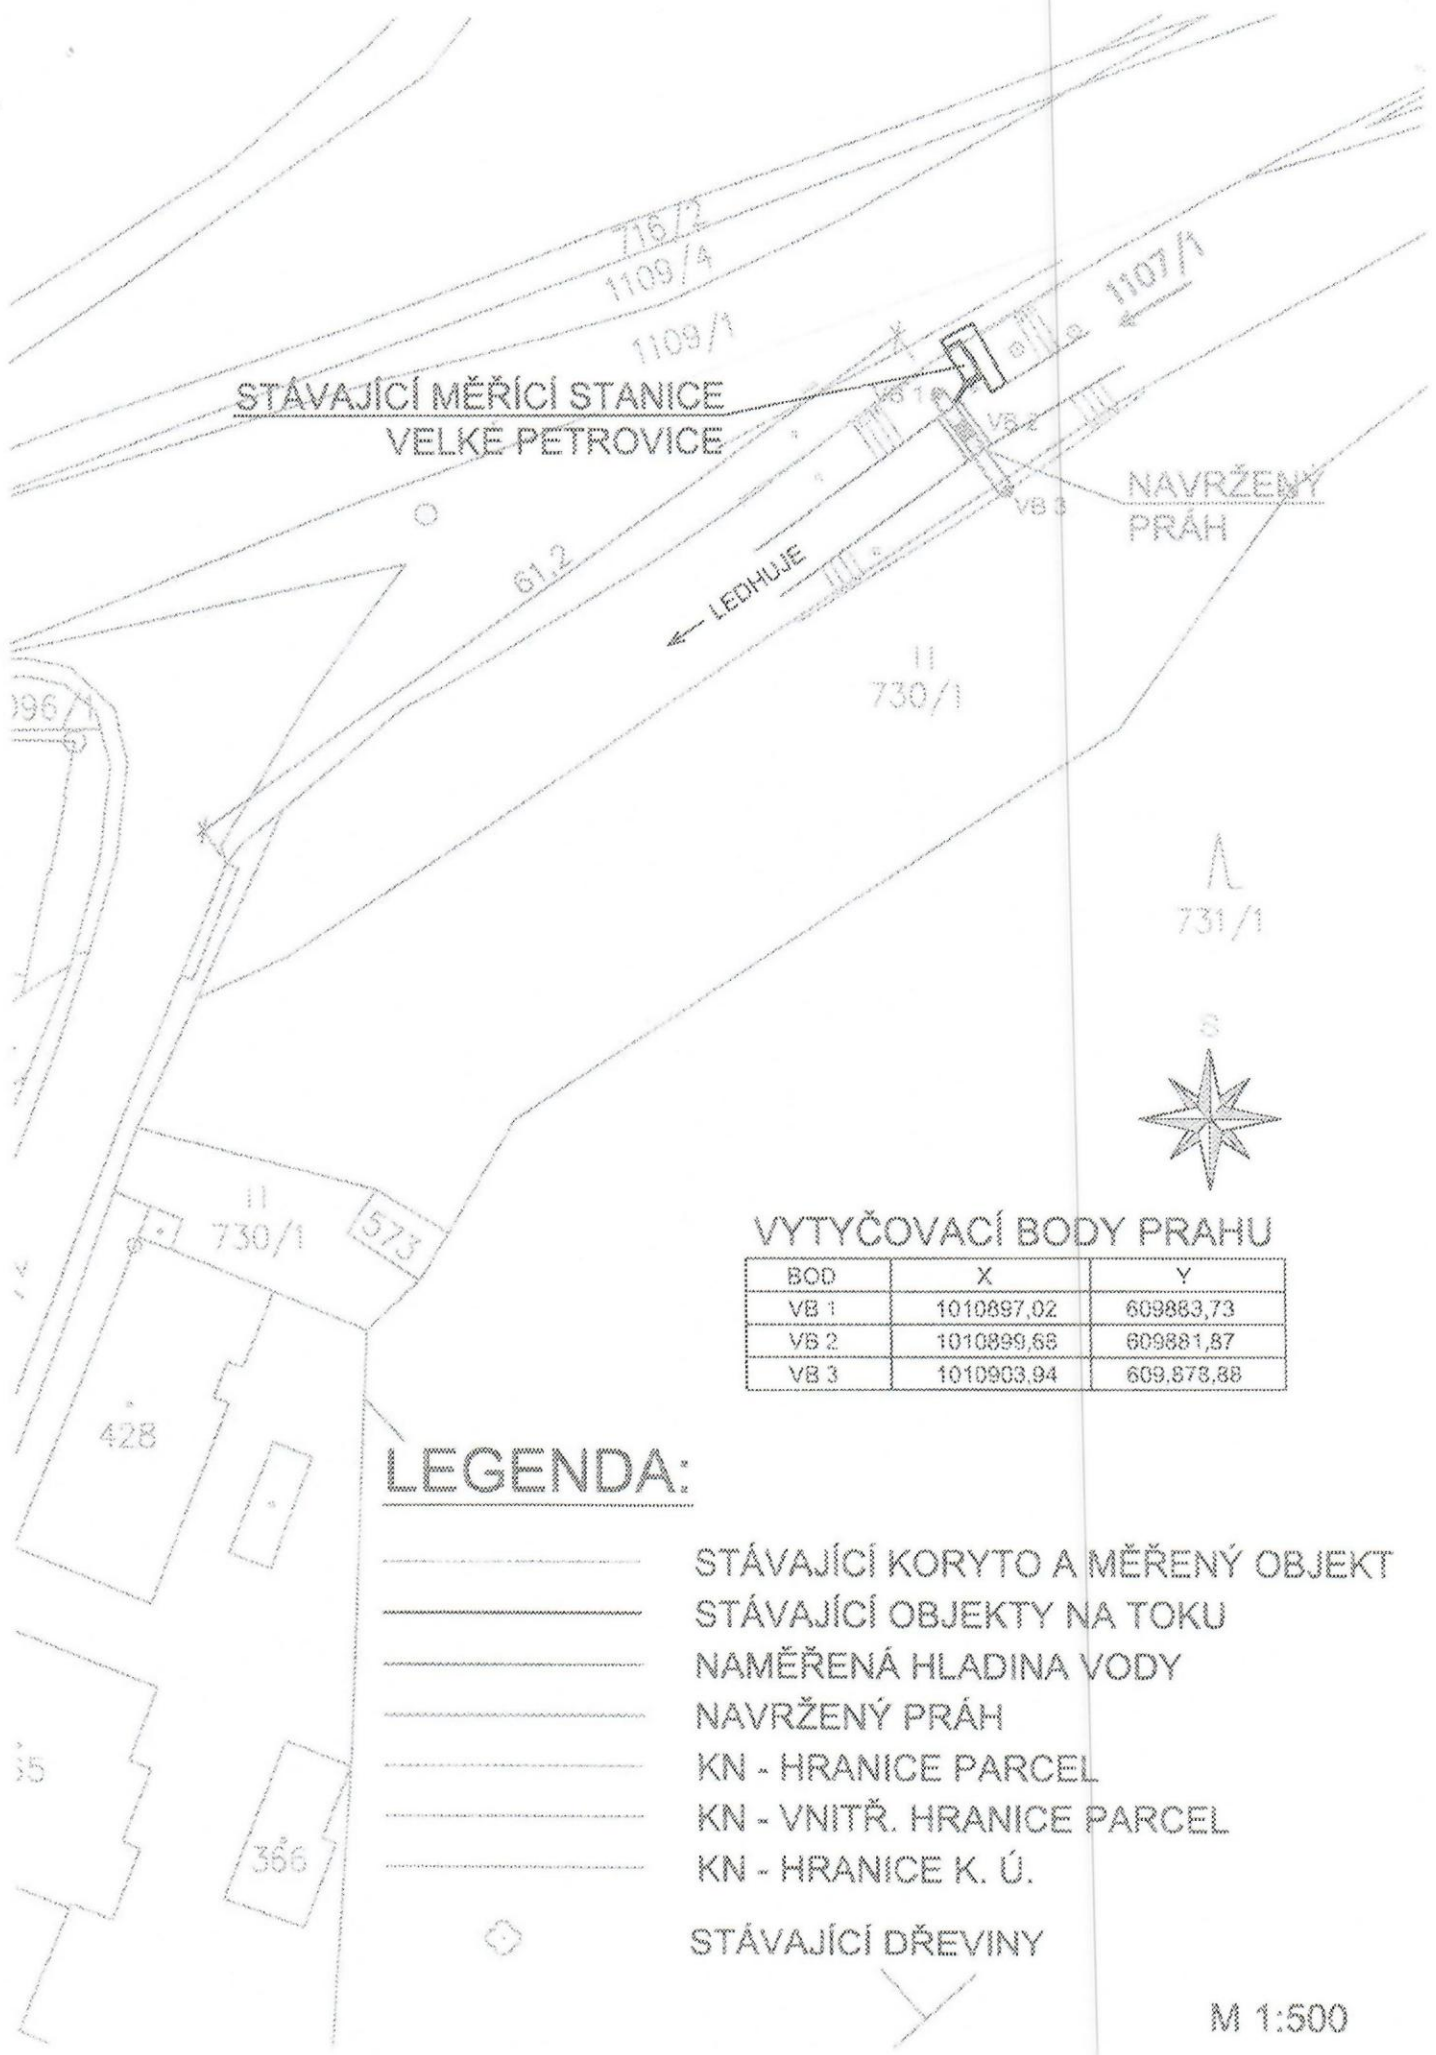 716/2
1109/4
1109/1
1107/1
STÁVAJÍCÍ MĚŘÍCÍ STANICE
VELKÉ PETROVICE
VB 1
VB 2
VB 3
NAVRŽENÝ
PRÁH
61,2
LEDHUJE
730/1
096/1
731/1
S
730/1
573
VYTYČOVACÍ BODY PRAHU
BOD X Y
VB 1 1010897,02 609883,73
VB 2 1010899,68 609881,87
VB 3 1010903,94 609.878,88
428
LEGENDA:
STÁVAJÍCÍ KORYTO A MĚŘENÝ OBJEKT
STÁVAJÍCÍ OBJEKTY NA TOKU
NAMĚŘENÁ HLADINA VODY
NAVRŽENÝ PRÁH
KN - HRANICE PARCEL
KN - VNITŘ. HRANICE PARCEL
KN - HRANICE K. Ú.
366
STÁVAJÍCÍ DŘEVINY
M 1:500